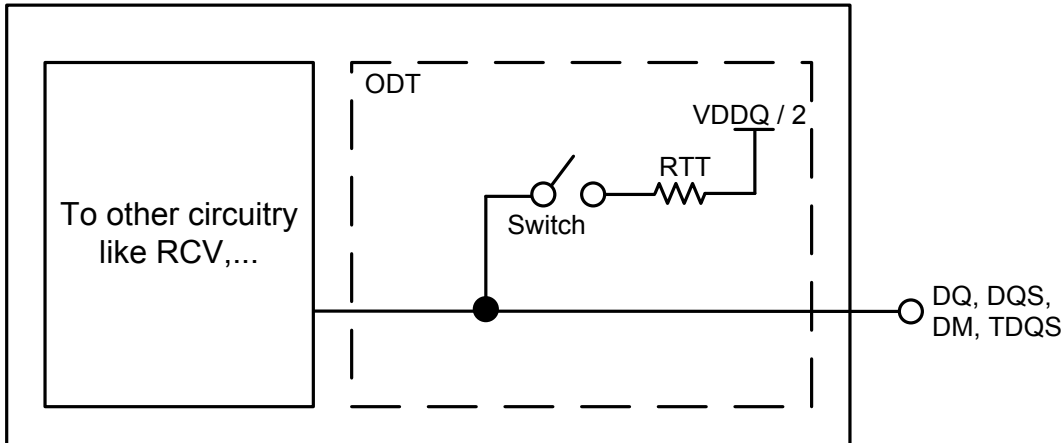 ODT
VDDQ / 2
RTT
Switch
To other circuitry
like RCV,...
DQ, DQS,
DM, TDQS